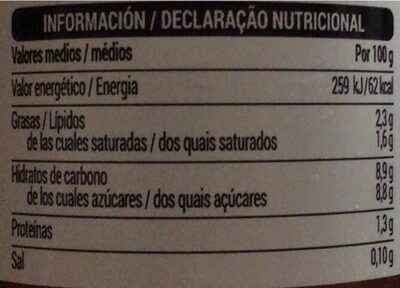 INFORMACIÓN / DECLARAÇÃO NUTRICIONAL
Valores medios / médios Por 100 g
Valor energético / Energia 259 kJ/62 kcal
Grasas / Lípidos 2,3 g
de las cuales saturadas / dos quais saturados 1,6 g
Hidratos de carbono 8,9 g
de los cuales azúcares / dos quais açúcares 8,8 g
Proteínas 1,3 g
Sal 0,10 g